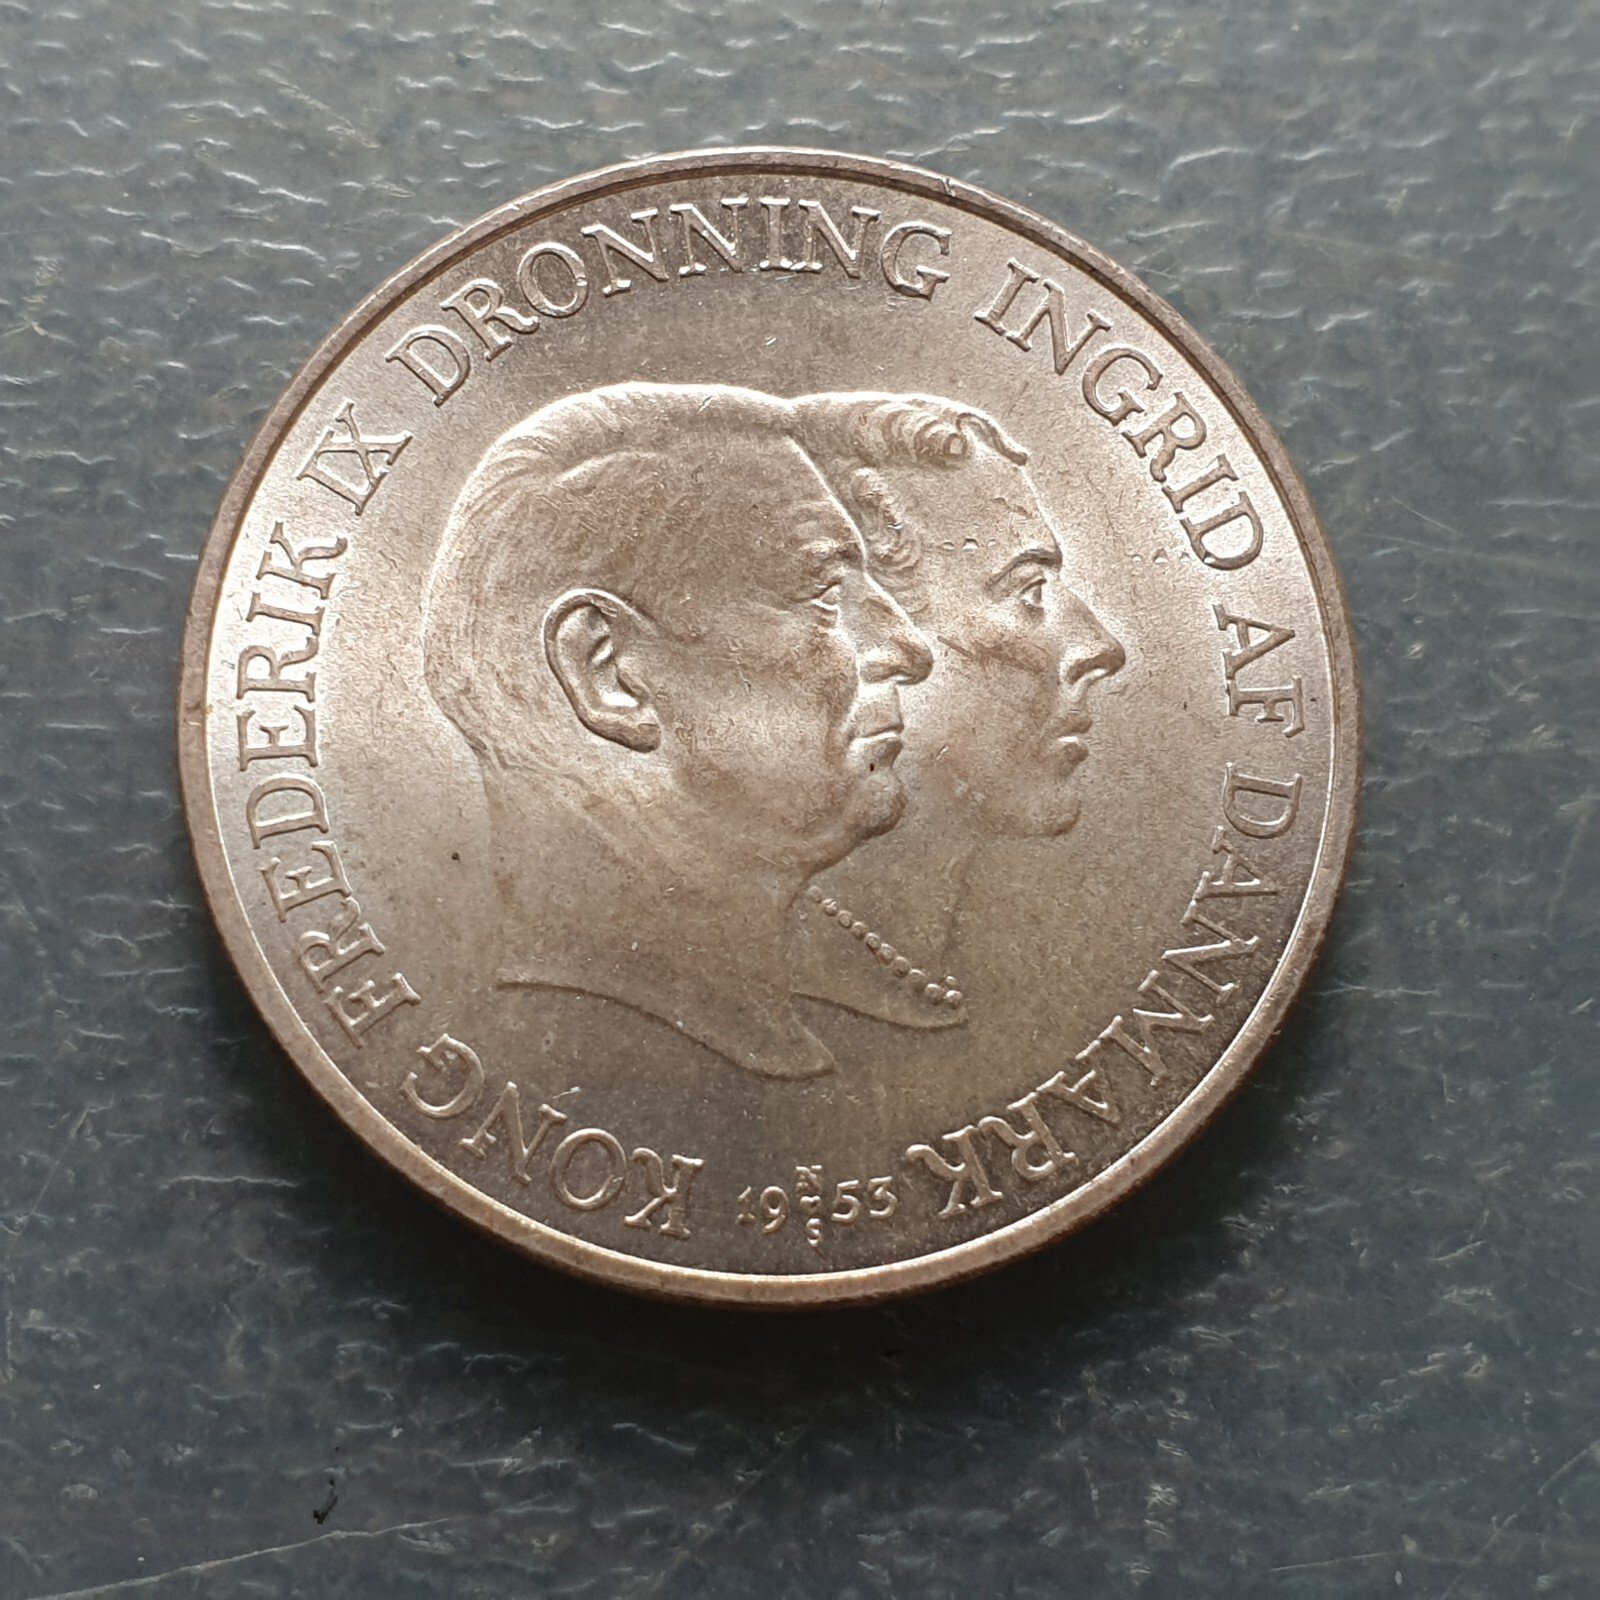 KONG FREDERIK IX DRONNING INGRID AF DANMARK
19 N♥S 53